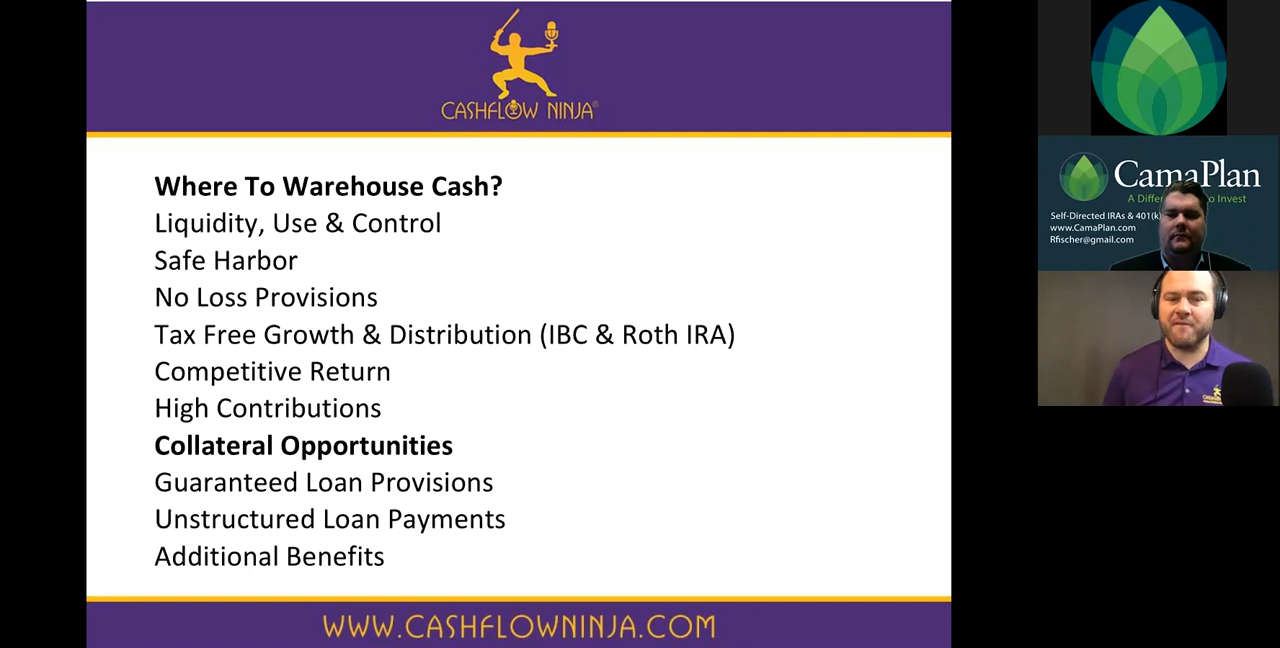 CASHFLOW NINJA®
Where To Warehouse Cash?
Liquidity, Use & Control
Safe Harbor
No Loss Provisions
Tax Free Growth & Distribution (IBC & Roth IRA)
Competitive Return
High Contributions
Collateral Opportunities
Guaranteed Loan Provisions
Unstructured Loan Payments
Additional Benefits
WWW.CASHFLOWNINJA.COM
CamaPlan
A o Invest
Self-Directed IRAs & 401(k
www.CamaPlan.com
Rfischer@gmail.com